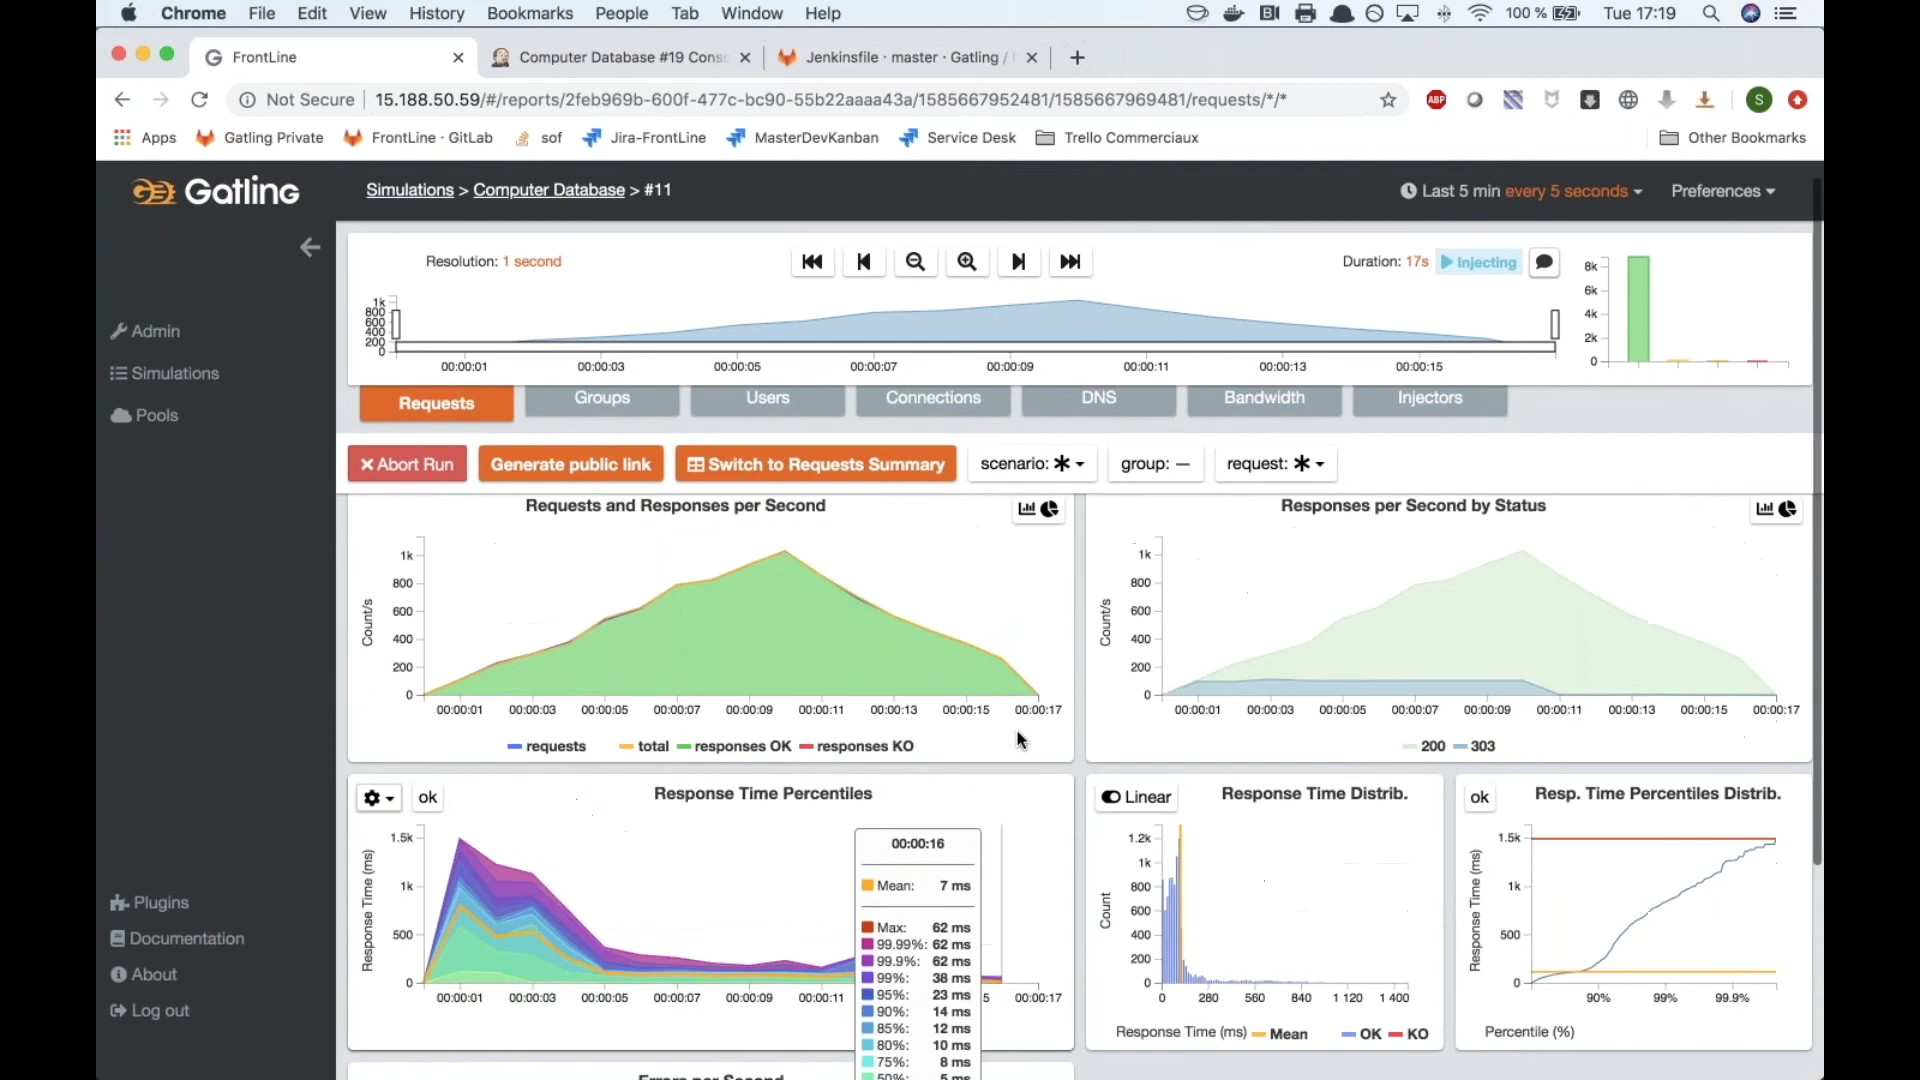 Chrome File Edit View History Bookmarks People Tab Window Help 100 % Tue 17:19
FrontLine Computer Database #19 Conso Jenkinsfile · master · Gatling /
Not Secure 15.188.50.59/#/reports/2feb969b-600f-477c-bc90-55b22aaaa43a/1585667952481/1585667969481/requests/*/* ABP S
Apps Gatling Private FrontLine · GitLab sof Jira-FrontLine MasterDevKanban Service Desk Trello Commerciaux Other Bookmarks
Gatling Simulations > Computer Database > #11 Last 5 min every 5 seconds Preferences
Resolution: 1 second Duration: 17s Injecting
8k
6k
4k
2k
0
1k
800
600
400
200
0
00:00:01 00:00:03 00:00:05 00:00:07 00:00:09 00:00:11 00:00:13 00:00:15
Admin
Simulations
Pools
Plugins
Documentation
About
Log out
Requests Groups Users Connections DNS Bandwidth Injectors
Abort Run Generate public link Switch to Requests Summary scenario: * group: — request: *
Requests and Responses per Second
Count/s
1k
800
600
400
200
0
00:00:01 00:00:03 00:00:05 00:00:07 00:00:09 00:00:11 00:00:13 00:00:15 00:00:17
requests total responses OK responses KO
Responses per Second by Status
Count/s
1k
800
600
400
200
0
00:00:01 00:00:03 00:00:05 00:00:07 00:00:09 00:00:11 00:00:13 00:00:15 00:00:17
200 303
ok Response Time Percentiles
Response Time (ms)
1.5k
1k
500
0
00:00:01 00:00:03 00:00:05 00:00:07 00:00:09 00:00:11 5 00:00:17
00:00:16
Mean: 7 ms
Max: 62 ms
99.99%: 62 ms
99.9%: 62 ms
99%: 38 ms
95%: 23 ms
90%: 14 ms
85%: 12 ms
80%: 10 ms
75%: 8 ms
50%: 5 ms
Linear Response Time Distrib.
Count
1.2k
1k
800
600
400
200
0
0 280 560 840 1 120 1 400
Response Time (ms) Mean OK KO
ok Resp. Time Percentiles Distrib.
Response Time (ms)
1.5k
1k
500
0
90% 99% 99.9%
Percentile (%)
Errors per Second